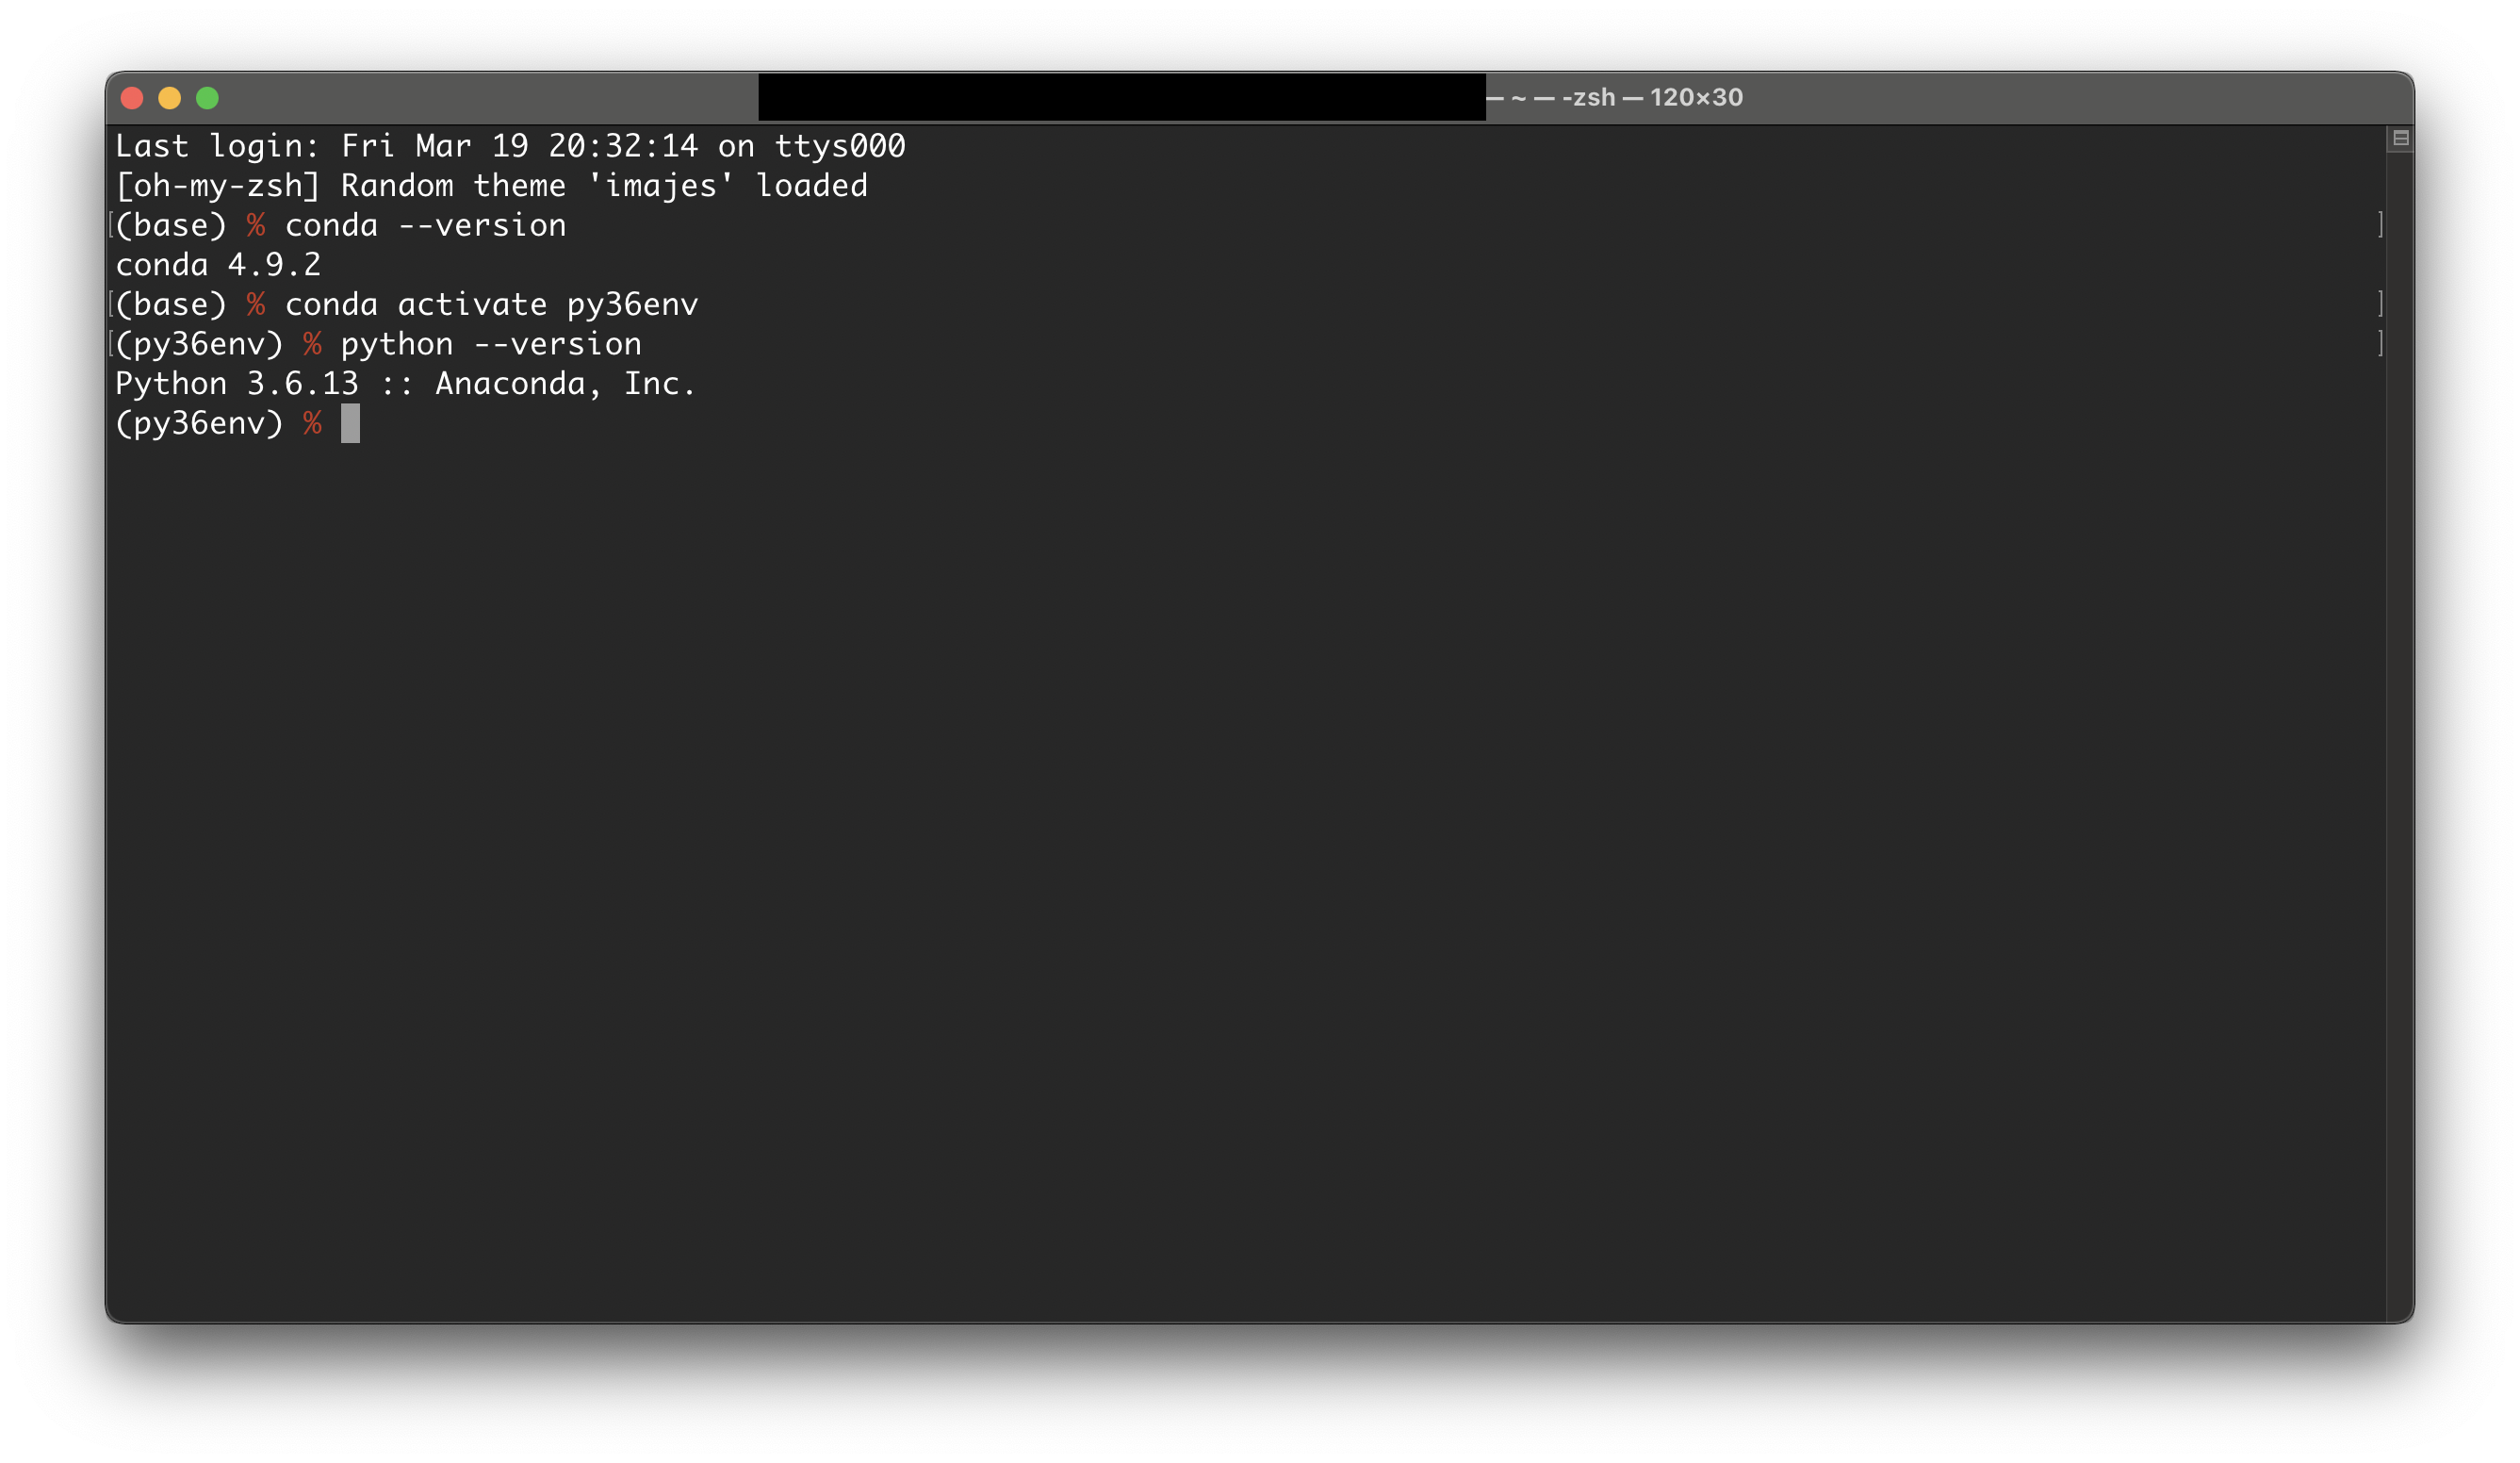 — ~ — -zsh — 120×30
Last login: Fri Mar 19 20:32:14 on ttys000
[oh-my-zsh] Random theme 'imajes' loaded
[(base) % conda --version ]
conda 4.9.2
[(base) % conda activate py36env ]
[(py36env) % python --version ]
Python 3.6.13 :: Anaconda, Inc.
(py36env) %